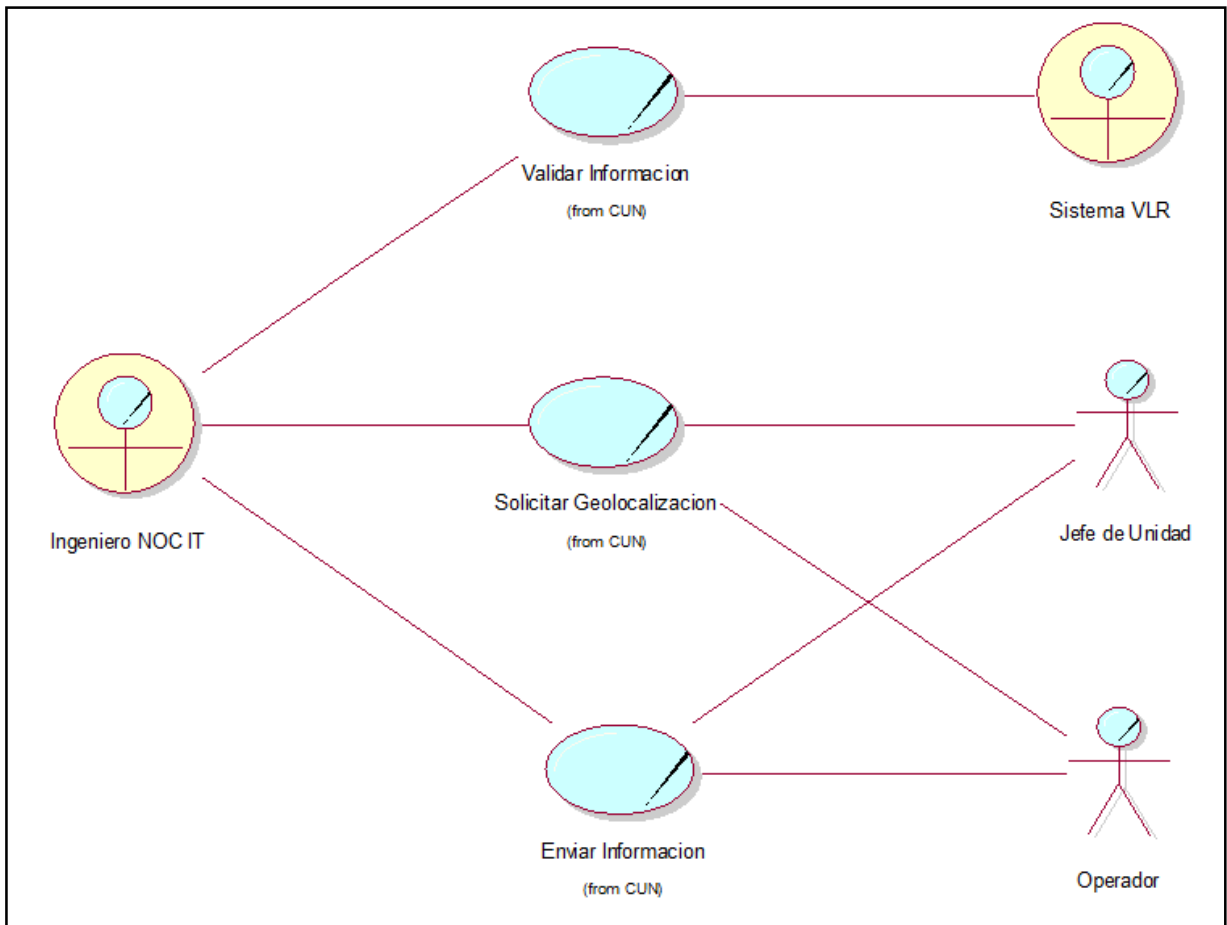 Validar Informacion
(from CUN)
Sistema VLR
Ingeniero NOC IT
Solicitar Geolocalizacion
(from CUN)
Jefe de Unidad
Enviar Informacion
(from CUN)
Operador